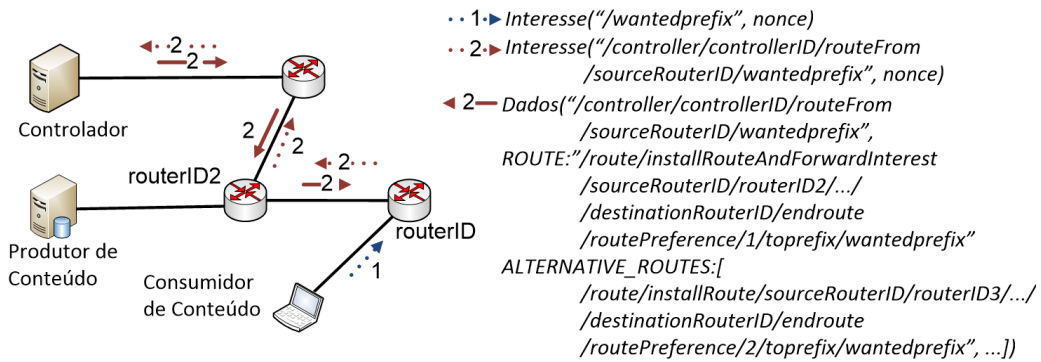 2
2
Controlador
2
2
routerID2
2
2
routerID
Produtor de
Conteúdo
Consumidor
de Conteúdo
1
1 Interesse(“/wantedprefix”, nonce)
2 Interesse(“/controller/controllerID/routeFrom
/sourceRouterID/wantedprefix”, nonce)
2 Dados(“/controller/controllerID/routeFrom
/sourceRouterID/wantedprefix”,
ROUTE:”/route/installRouteAndForwardInterest
/sourceRouterID/routerID2/.../
/destinationRouterID/endroute
/routePreference/1/toprefix/wantedprefix”
ALTERNATIVE_ROUTES:[
/route/installRoute/sourceRouterID/routerID3/.../
/destinationRouterID/endroute
/routePreference/2/toprefix/wantedprefix”, ...])